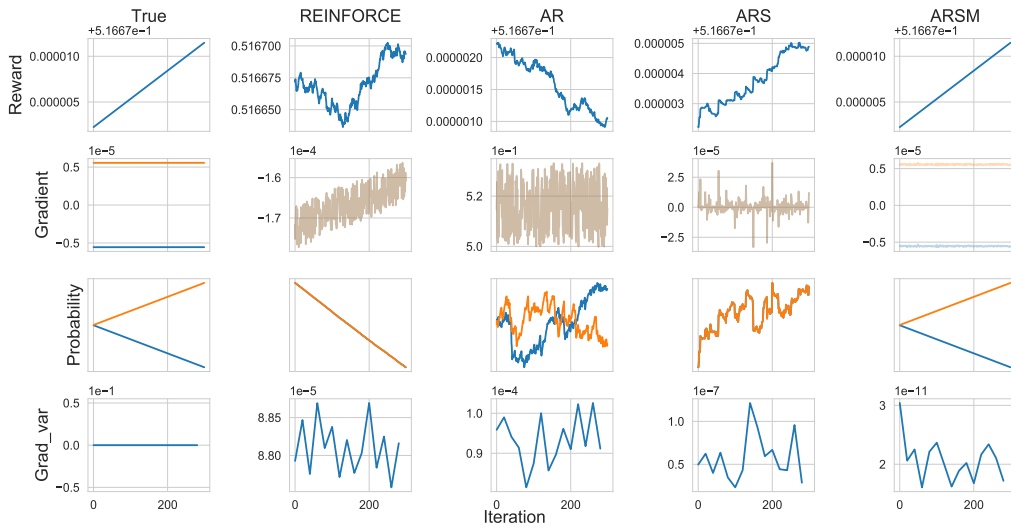 True REINFORCE AR ARS ARSM
+5.1667e−1 +5.1667e−1 +5.1667e−1 +5.1667e−1
Reward
0.000010 0.516700 0.0000020 0.000005 0.000010
0.516675 0.0000015 0.000004
0.000005 0.516650 0.0000010 0.000003 0.000005
1e−5 1e−4 1e−1 1e−5 1e−5
Gradient
0.5 −1.6 5.2 2.5 0.5
0.0 0.0 0.0
−0.5 −1.7 5.0 −2.5 −0.5
Probability
1e−1 1e−5 1e−4 1e−7 1e−11
Grad_var
0.5 8.85 1.0 1.0 3
0.0 8.80 0.9 0.5 2
−0.5
0 200 0 200 0 200 0 200 0 200
Iteration